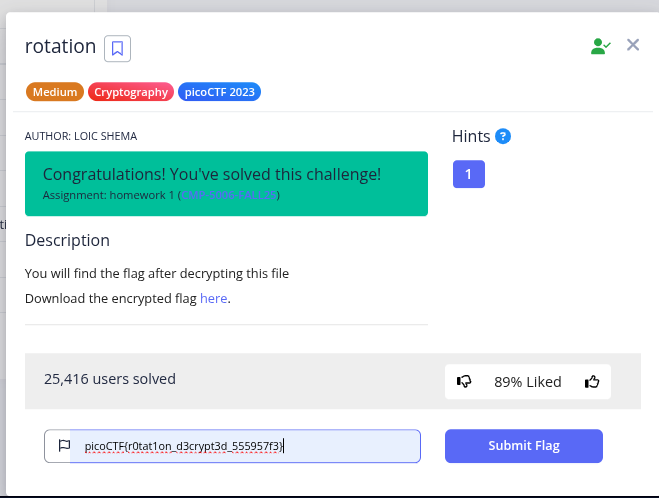 rotation
Medium Cryptography picoCTF 2023
AUTHOR: LOIC SHEMA
Hints ?
Congratulations! You've solved this challenge!
Assignment: homework 1 (CMP-5006-FALL25)
1
Description
You will find the flag after decrypting this file
Download the encrypted flag here.
25,416 users solved
89% Liked
picoCTF{r0tat1on_d3crypt3d_555957f3}
Submit Flag